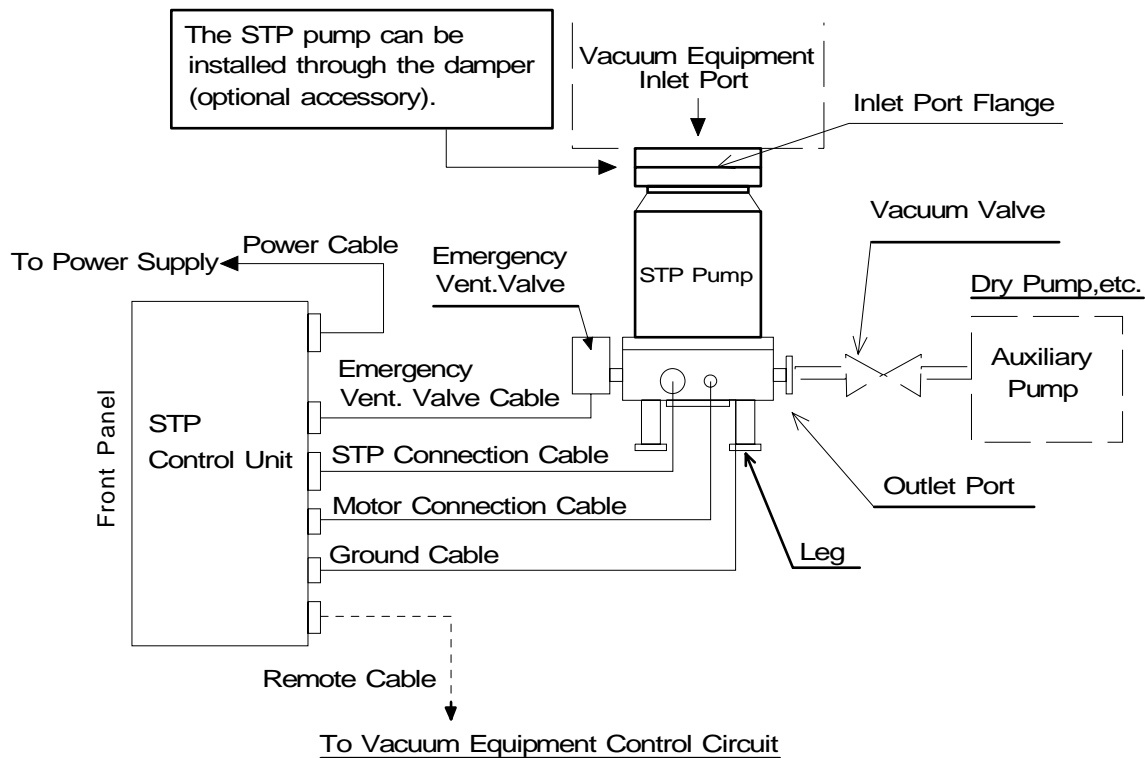 The STP pump can be
installed through the damper
(optional accessory).
Vacuum Equipment
Inlet Port
Inlet Port Flange
Vacuum Valve
Power Cable
To Power Supply
Emergency
Vent.Valve
STP Pump
Dry Pump,etc.
Auxiliary
Pump
Emergency
Vent. Valve Cable
Front Panel
STP
Control Unit
STP Connection Cable
Outlet Port
Motor Connection Cable
Ground Cable
Leg
Remote Cable
To Vacuum Equipment Control Circuit